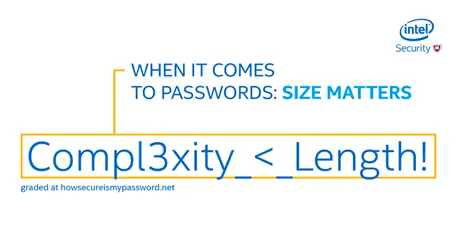 intel
Security
WHEN IT COMES
TO PASSWORDS: SIZE MATTERS
Compl3xity_<_Length!
graded at howsecureismypassword.net